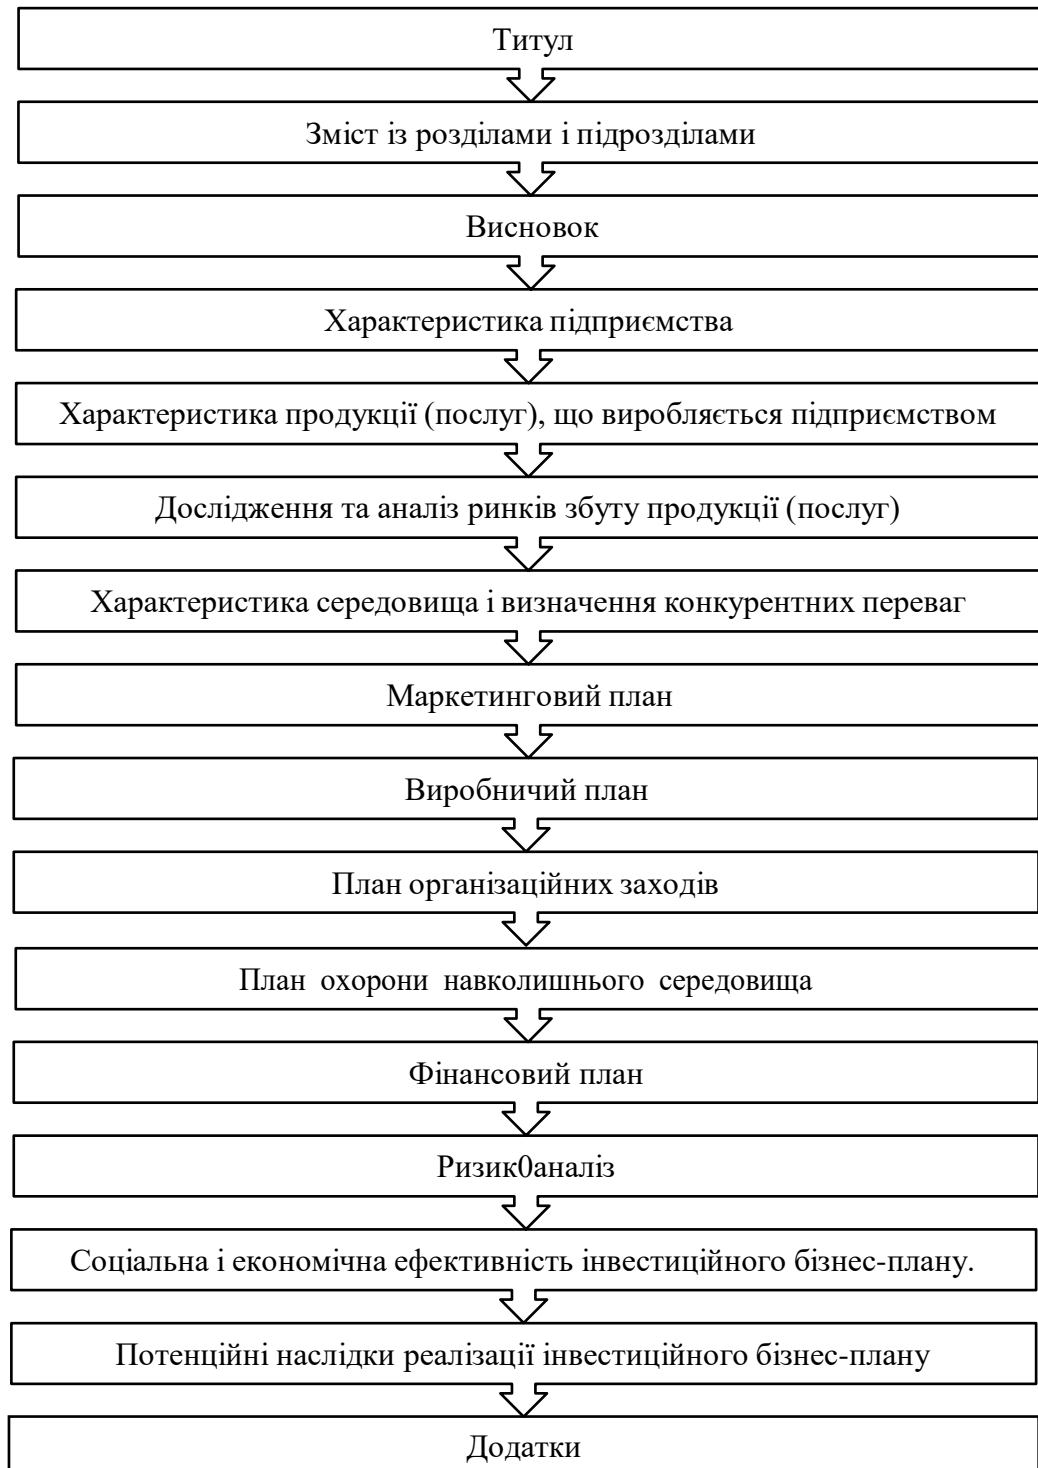 Титул
Зміст із розділами і підрозділами
Висновок
Характеристика підприємства
Характеристика продукції (послуг), що виробляється підприємством
Дослідження та аналіз ринків збуту продукції (послуг)
Характеристика середовища і визначення конкурентних переваг
Маркетинговий план
Виробничий план
План організаційних заходів
План охорони навколишнього середовища
Фінансовий план
Ризик0аналіз
Соціальна і економічна ефективність інвестиційного бізнес-плану.
Потенційні наслідки реалізації інвестиційного бізнес-плану
Додатки